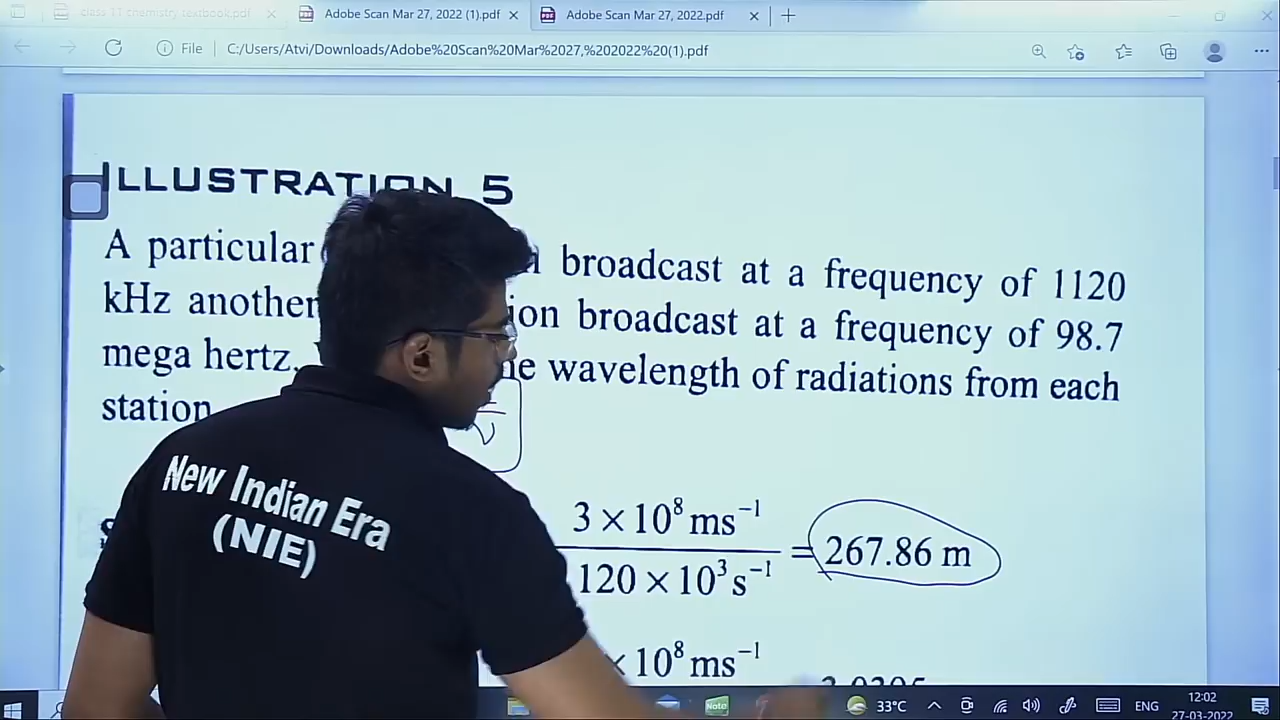 class 11 chemistry textbook.pdf
Adobe Scan Mar 27, 2022 (1).pdf
Adobe Scan Mar 27, 2022.pdf
File
C:/Users/Atvi/Downloads/Adobe%20Scan%20Mar%2027,%202022%20(1).pdf
ILLUSTRATION 5
A particular broadcast at a frequency of 1120
kHz another ion broadcast at a frequency of 98.7
mega hertz. wavelength of radiations from each
station
ν
New Indian Era
(NIE)
3 × 10⁸ ms⁻¹
120 × 10³ s⁻¹
= 267.86 m
× 10⁸ ms⁻¹
Note
33°C
ENG
12:02
27-03-2022